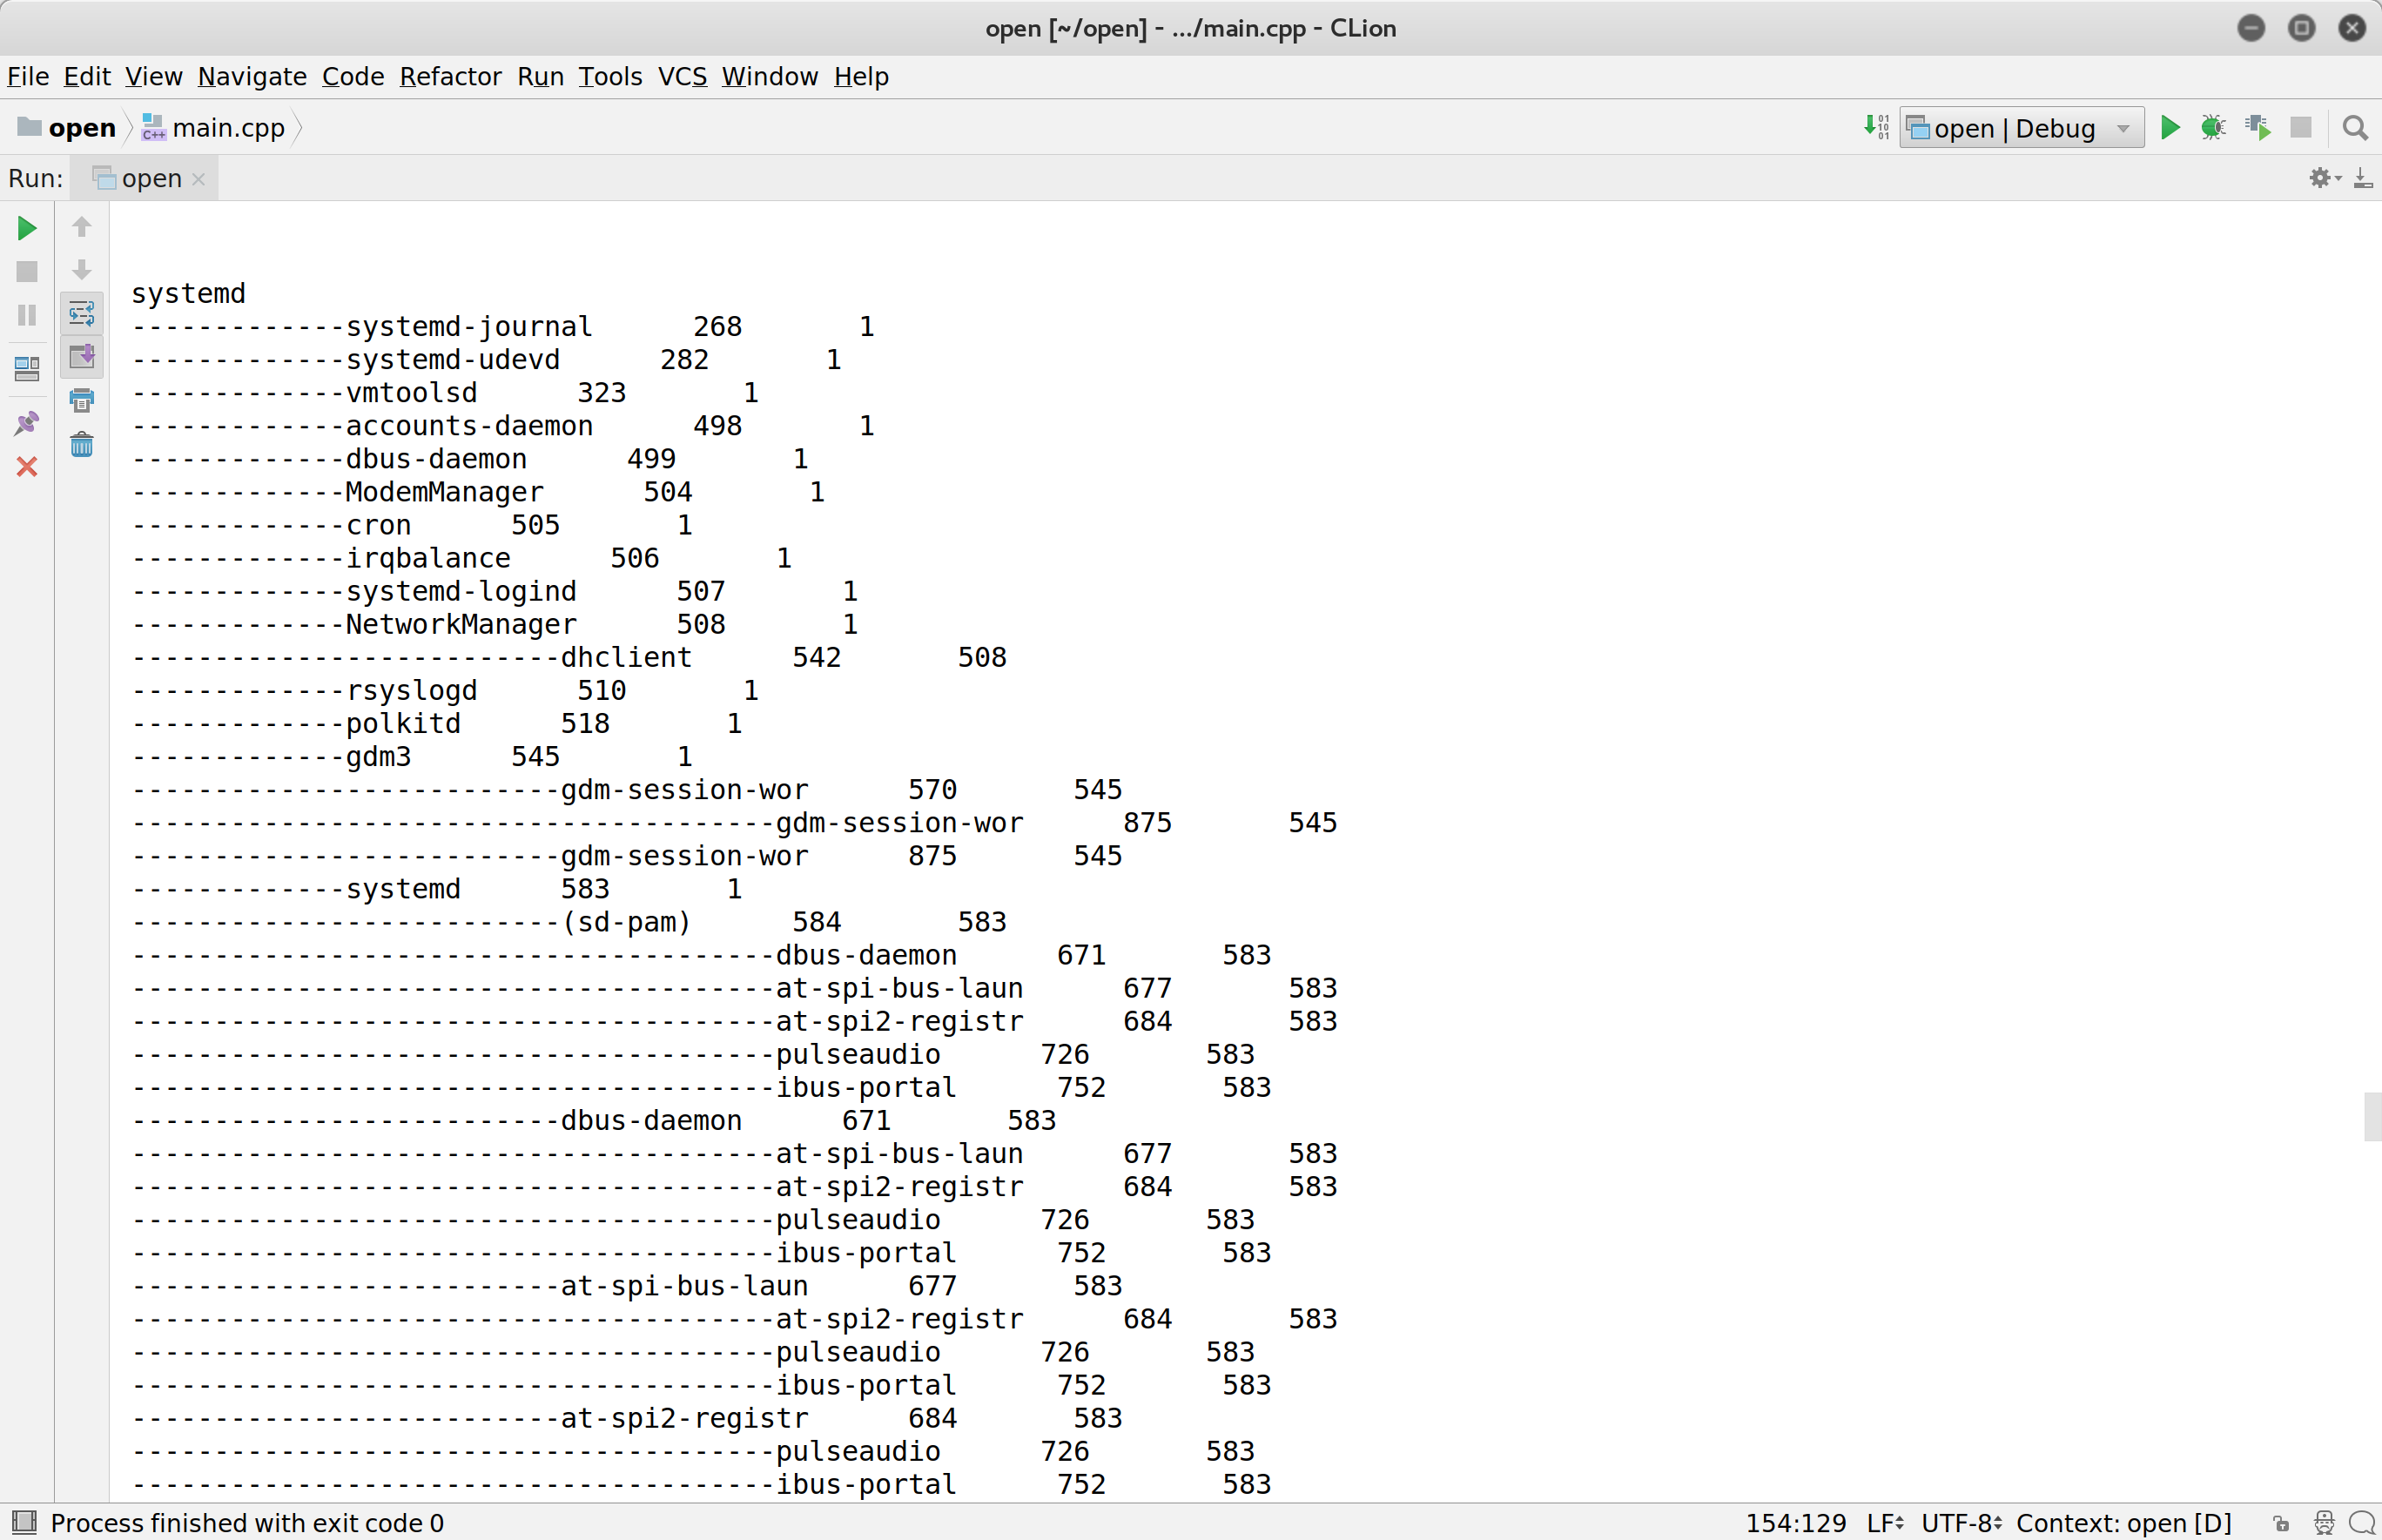 open [~/open] - .../main.cpp - CLion
File Edit View Navigate Code Refactor Run Tools VCS Window Help
open main.cpp open | Debug
Run: open
systemd
-------------systemd-journal      268       1
-------------systemd-udevd      282       1
-------------vmtoolsd      323       1
-------------accounts-daemon      498       1
-------------dbus-daemon      499       1
-------------ModemManager      504       1
-------------cron      505       1
-------------irqbalance      506       1
-------------systemd-logind      507       1
-------------NetworkManager      508       1
--------------------------dhclient      542       508
-------------rsyslogd      510       1
-------------polkitd      518       1
-------------gdm3      545       1
--------------------------gdm-session-wor      570       545
---------------------------------------gdm-session-wor      875       545
--------------------------gdm-session-wor      875       545
-------------systemd      583       1
--------------------------(sd-pam)      584       583
---------------------------------------dbus-daemon      671       583
---------------------------------------at-spi-bus-laun      677       583
---------------------------------------at-spi2-registr      684       583
---------------------------------------pulseaudio      726       583
---------------------------------------ibus-portal      752       583
--------------------------dbus-daemon      671       583
---------------------------------------at-spi-bus-laun      677       583
---------------------------------------at-spi2-registr      684       583
---------------------------------------pulseaudio      726       583
---------------------------------------ibus-portal      752       583
--------------------------at-spi-bus-laun      677       583
---------------------------------------at-spi2-registr      684       583
---------------------------------------pulseaudio      726       583
---------------------------------------ibus-portal      752       583
--------------------------at-spi2-registr      684       583
---------------------------------------pulseaudio      726       583
---------------------------------------ibus-portal      752       583
Process finished with exit code 0 154:129 LF UTF-8 Context: open [D]